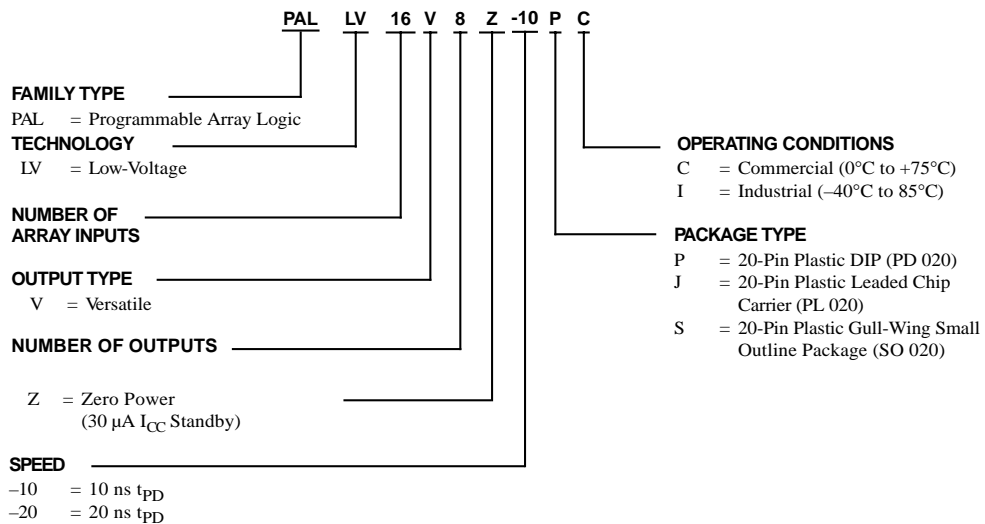 PAL LV 16 V 8 Z -10 P C
FAMILY TYPE
PAL = Programmable Array Logic
TECHNOLOGY
LV = Low-Voltage
NUMBER OF
ARRAY INPUTS
OUTPUT TYPE
V = Versatile
NUMBER OF OUTPUTS
Z = Zero Power
(30 µA ICC Standby)
SPEED
–10 = 10 ns tPD
–20 = 20 ns tPD
OPERATING CONDITIONS
C = Commercial (0°C to +75°C)
I = Industrial (–40°C to 85°C)
PACKAGE TYPE
P = 20-Pin Plastic DIP (PD 020)
J = 20-Pin Plastic Leaded Chip
Carrier (PL 020)
S = 20-Pin Plastic Gull-Wing Small
Outline Package (SO 020)